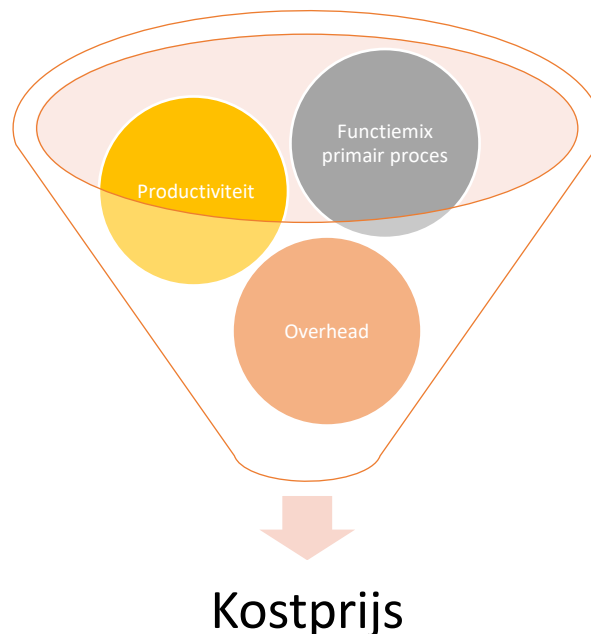 Functiemix
primair proces
Productiviteit
Overhead
Kostprijs